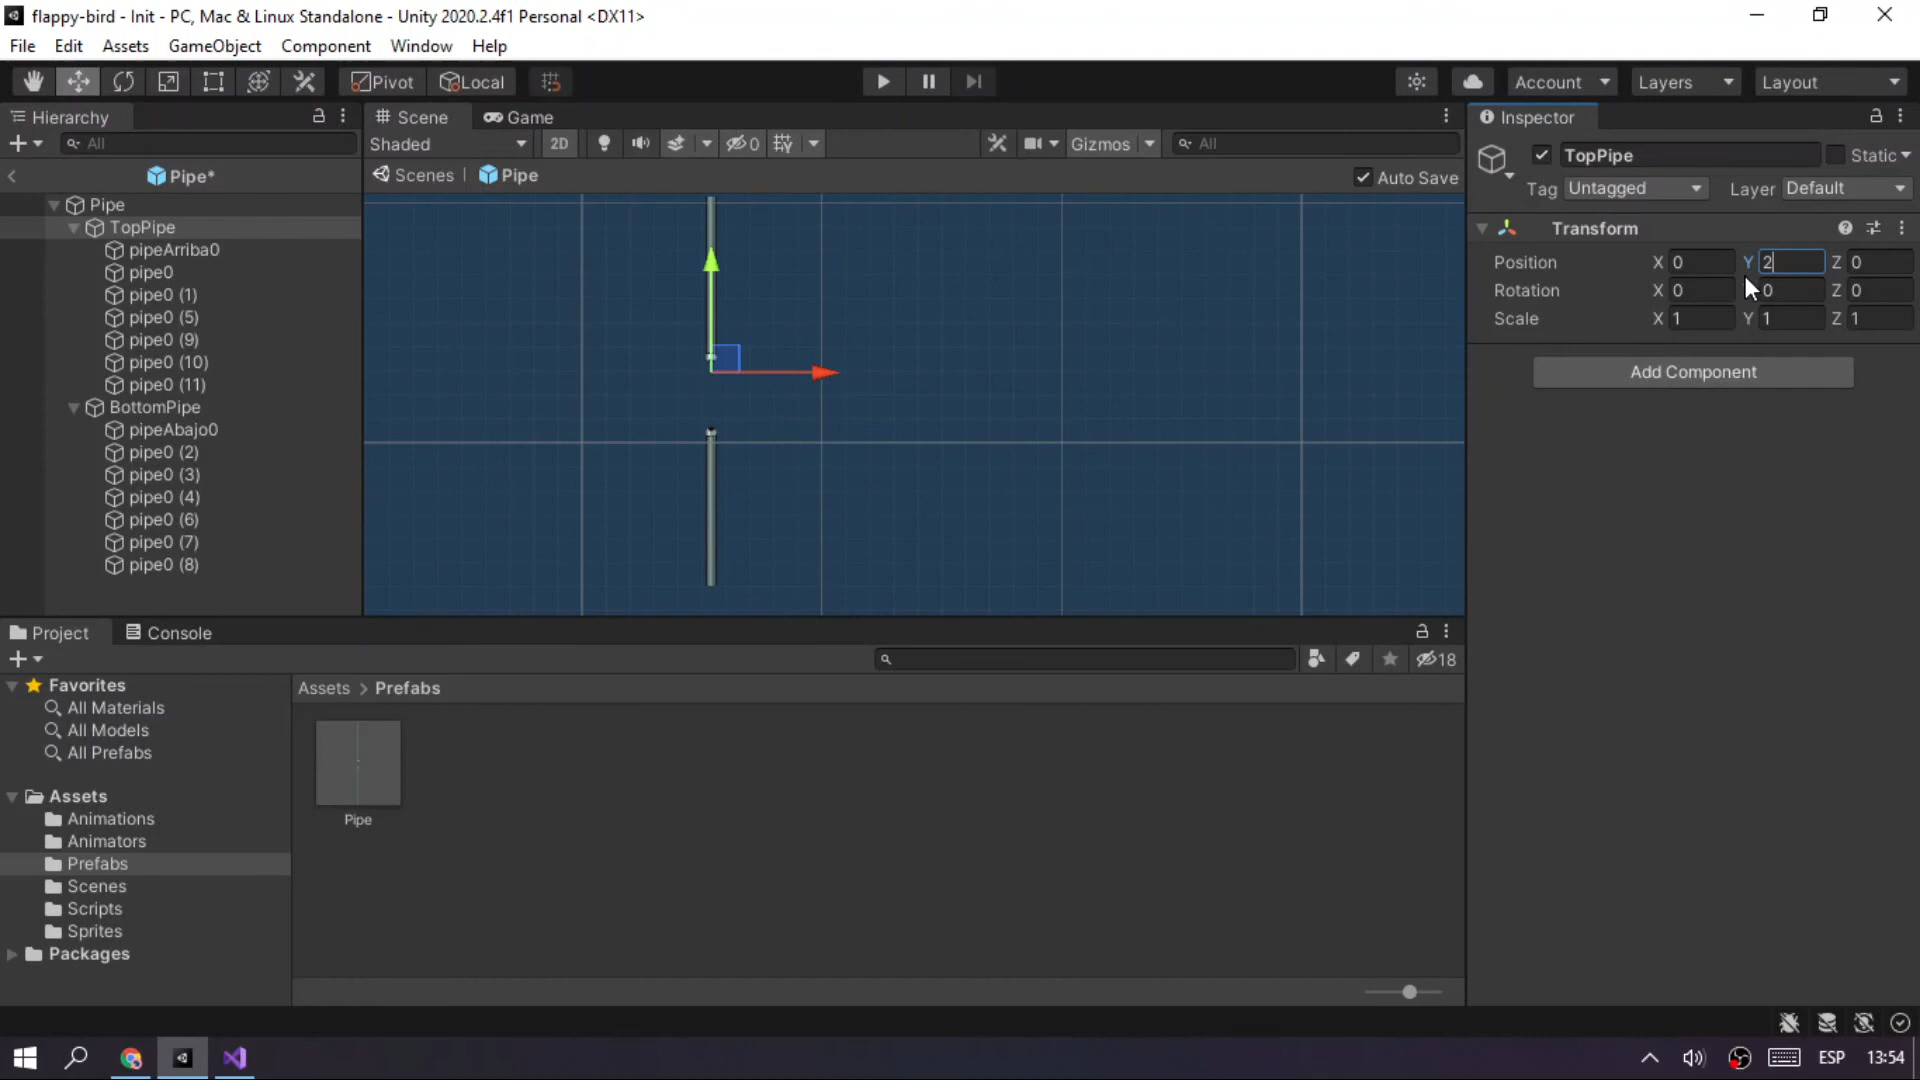 flappy-bird - Init - PC, Mac & Linux Standalone - Unity 2020.2.4f1 Personal <DX11>
File Edit Assets GameObject Component Window Help
Pivot Local Account Layers Layout
Hierarchy
All
Pipe*
Pipe
TopPipe
pipeArriba0
pipe0
pipe0 (1)
pipe0 (5)
pipe0 (9)
pipe0 (10)
pipe0 (11)
BottomPipe
pipeAbajo0
pipe0 (2)
pipe0 (3)
pipe0 (4)
pipe0 (6)
pipe0 (7)
pipe0 (8)
Scene Game
Shaded 2D 0 Gizmos All
Scenes | Pipe Auto Save
Inspector
TopPipe Static
Tag Untagged Layer Default
Transform
Position X 0 Y 2 Z 0
Rotation X 0 0 Z 0
Scale X 1 Y 1 Z 1
Add Component
Project Console
18
Favorites
All Materials
All Models
All Prefabs
Assets
Animations
Animators
Prefabs
Scenes
Scripts
Sprites
Packages
Assets > Prefabs
Pipe
ESP 13:54